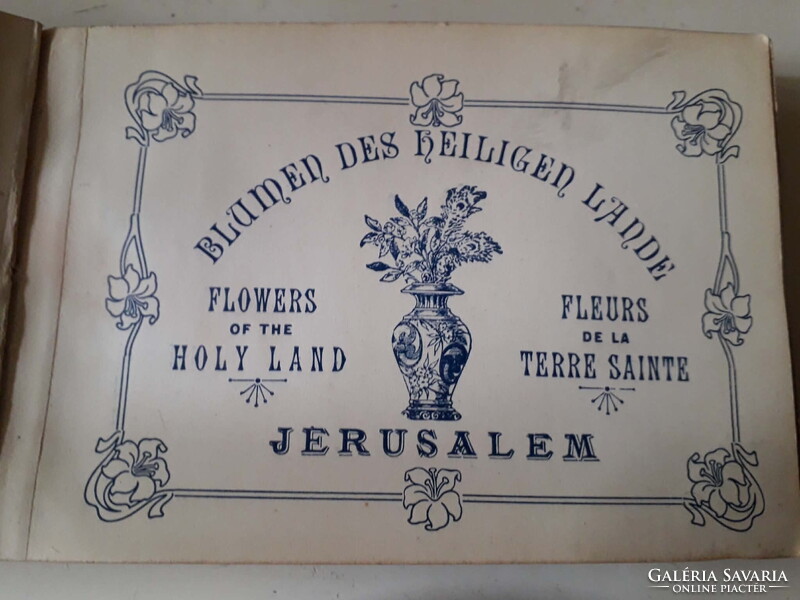 BLUMEN DES HEILIGEN LANDE
FLOWERS
OF THE
HOLY LAND
FLEURS
DE LA
TERRE SAINTE
JERUSALEM
GALÉRIA SAVARIA
ONLINE PIACTÉR